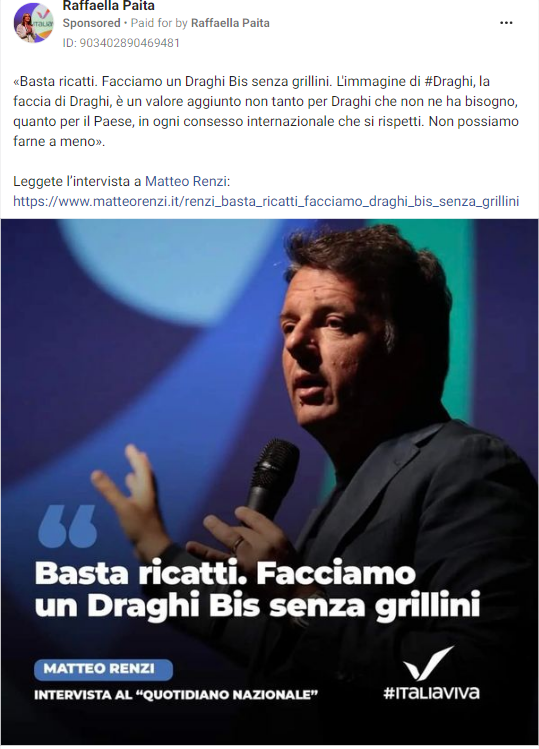 Raffaella Paita
Sponsored • Paid for by Raffaella Paita
ID: 903402890469481
«Basta ricatti. Facciamo un Draghi Bis senza grillini. L'immagine di #Draghi, la
faccia di Draghi, è un valore aggiunto non tanto per Draghi che non ne ha bisogno,
quanto per il Paese, in ogni consesso internazionale che si rispetti. Non possiamo
farne a meno».
Leggete l'intervista a Matteo Renzi:
https://www.matteorenzi.it/renzi_basta_ricatti_facciamo_draghi_bis_senza_grillini
Basta ricatti. Facciamo
un Draghi Bis senza grillini
MATTEO RENZI
INTERVISTA AL “QUOTIDIANO NAZIONALE”
#ITALIAVIVA